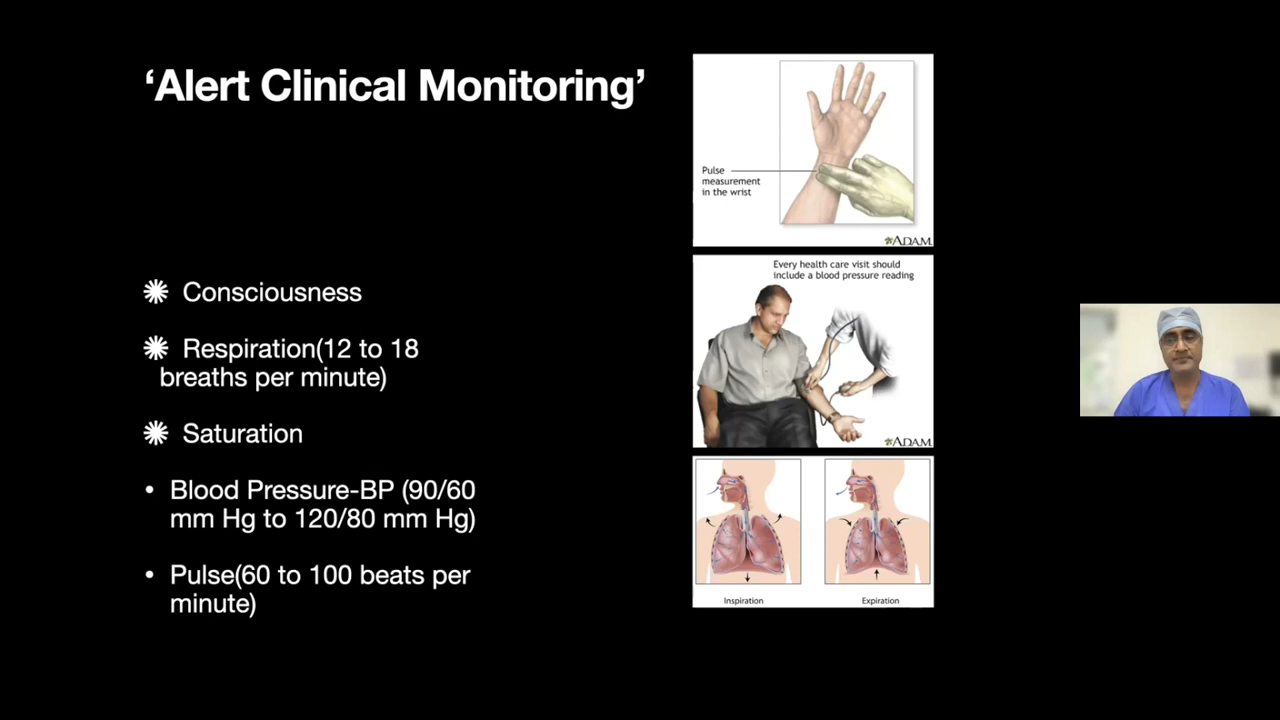 ‘Alert Clinical Monitoring’
✺ Consciousness
✺ Respiration(12 to 18
breaths per minute)
✺ Saturation
• Blood Pressure-BP (90/60
mm Hg to 120/80 mm Hg)
• Pulse(60 to 100 beats per
minute)
Pulse
measurement
in the wrist
ADAM.
Every health care visit should
include a blood pressure reading
ADAM.
Inspiration
Expiration